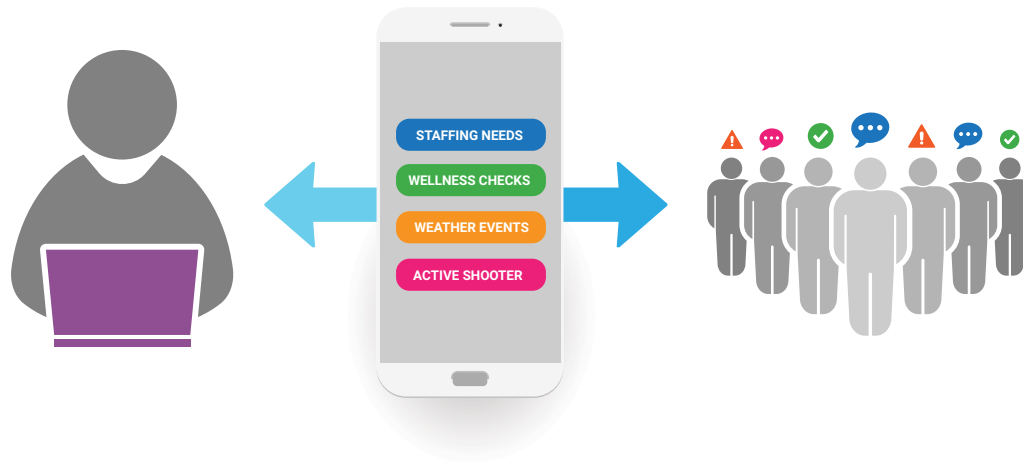 STAFFING NEEDS
WELLNESS CHECKS
WEATHER EVENTS
ACTIVE SHOOTER